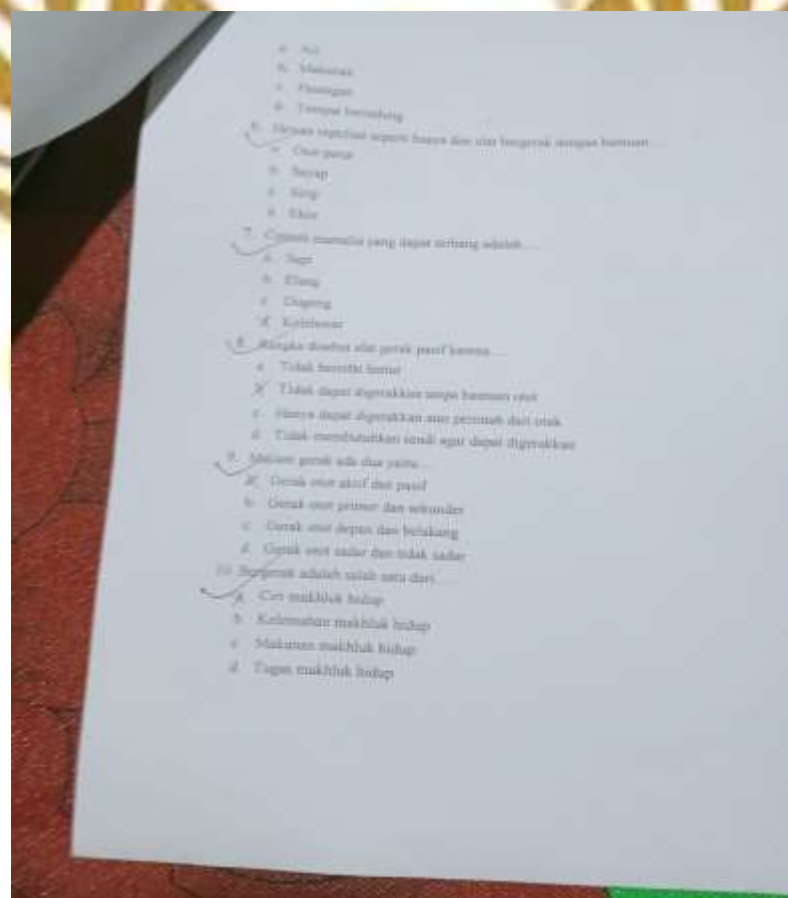 a. Air
b. Makanan
c. Pasangan
d. Tempat berlindung
6. Hewan reptilian seperti buaya dan ular bergerak dengan bantuan…
a. Otot perut
b. Sayap
c. Sirip
d. Ekor
7. Contoh mamalia yang dapat terbang adalah…
a. Sapi
b. Elang
c. Dugong
d. Kelelawar
8. Rangka disebut alat gerak pasif karena…
a. Tidak memiliki
b. Tidak dapat digerakkan tanpa bantuan otot
c. Hanya dapat digerakkan atas perintah dari otak
d. Tidak membutuhkan sendi agar dapat digerakkan
9. Macam gerak ada dua yaitu…
a. Gerak otot aktif dan pasif
b. Gerak otot primer dan sekunder
c. Gerak otot depan dan belakang
d. Gerak otot sadar dan tidak sadar
10. Bergerak adalah salah satu dari…
a. Ciri makhluk hidup
b. Kelemahan makhluk hidup
c. Makanan makhluk hidup
d. Tugas makhluk hidup